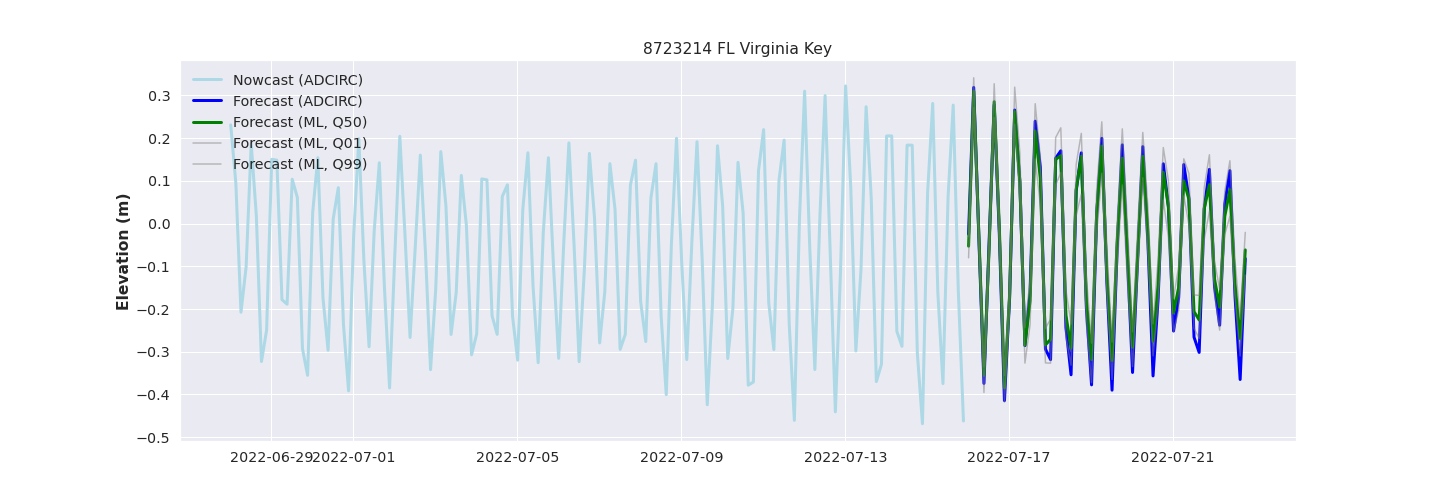 8723214 FL Virginia Key
Nowcast (ADCIRC)
Forecast (ADCIRC)
Forecast (ML, Q50)
Forecast (ML, Q01)
Forecast (ML, Q99)
Elevation (m)
0.3
0.2
0.1
0.0
−0.1
−0.2
−0.3
−0.4
−0.5
2022-06-29 2022-07-01 2022-07-05 2022-07-09 2022-07-13 2022-07-17 2022-07-21